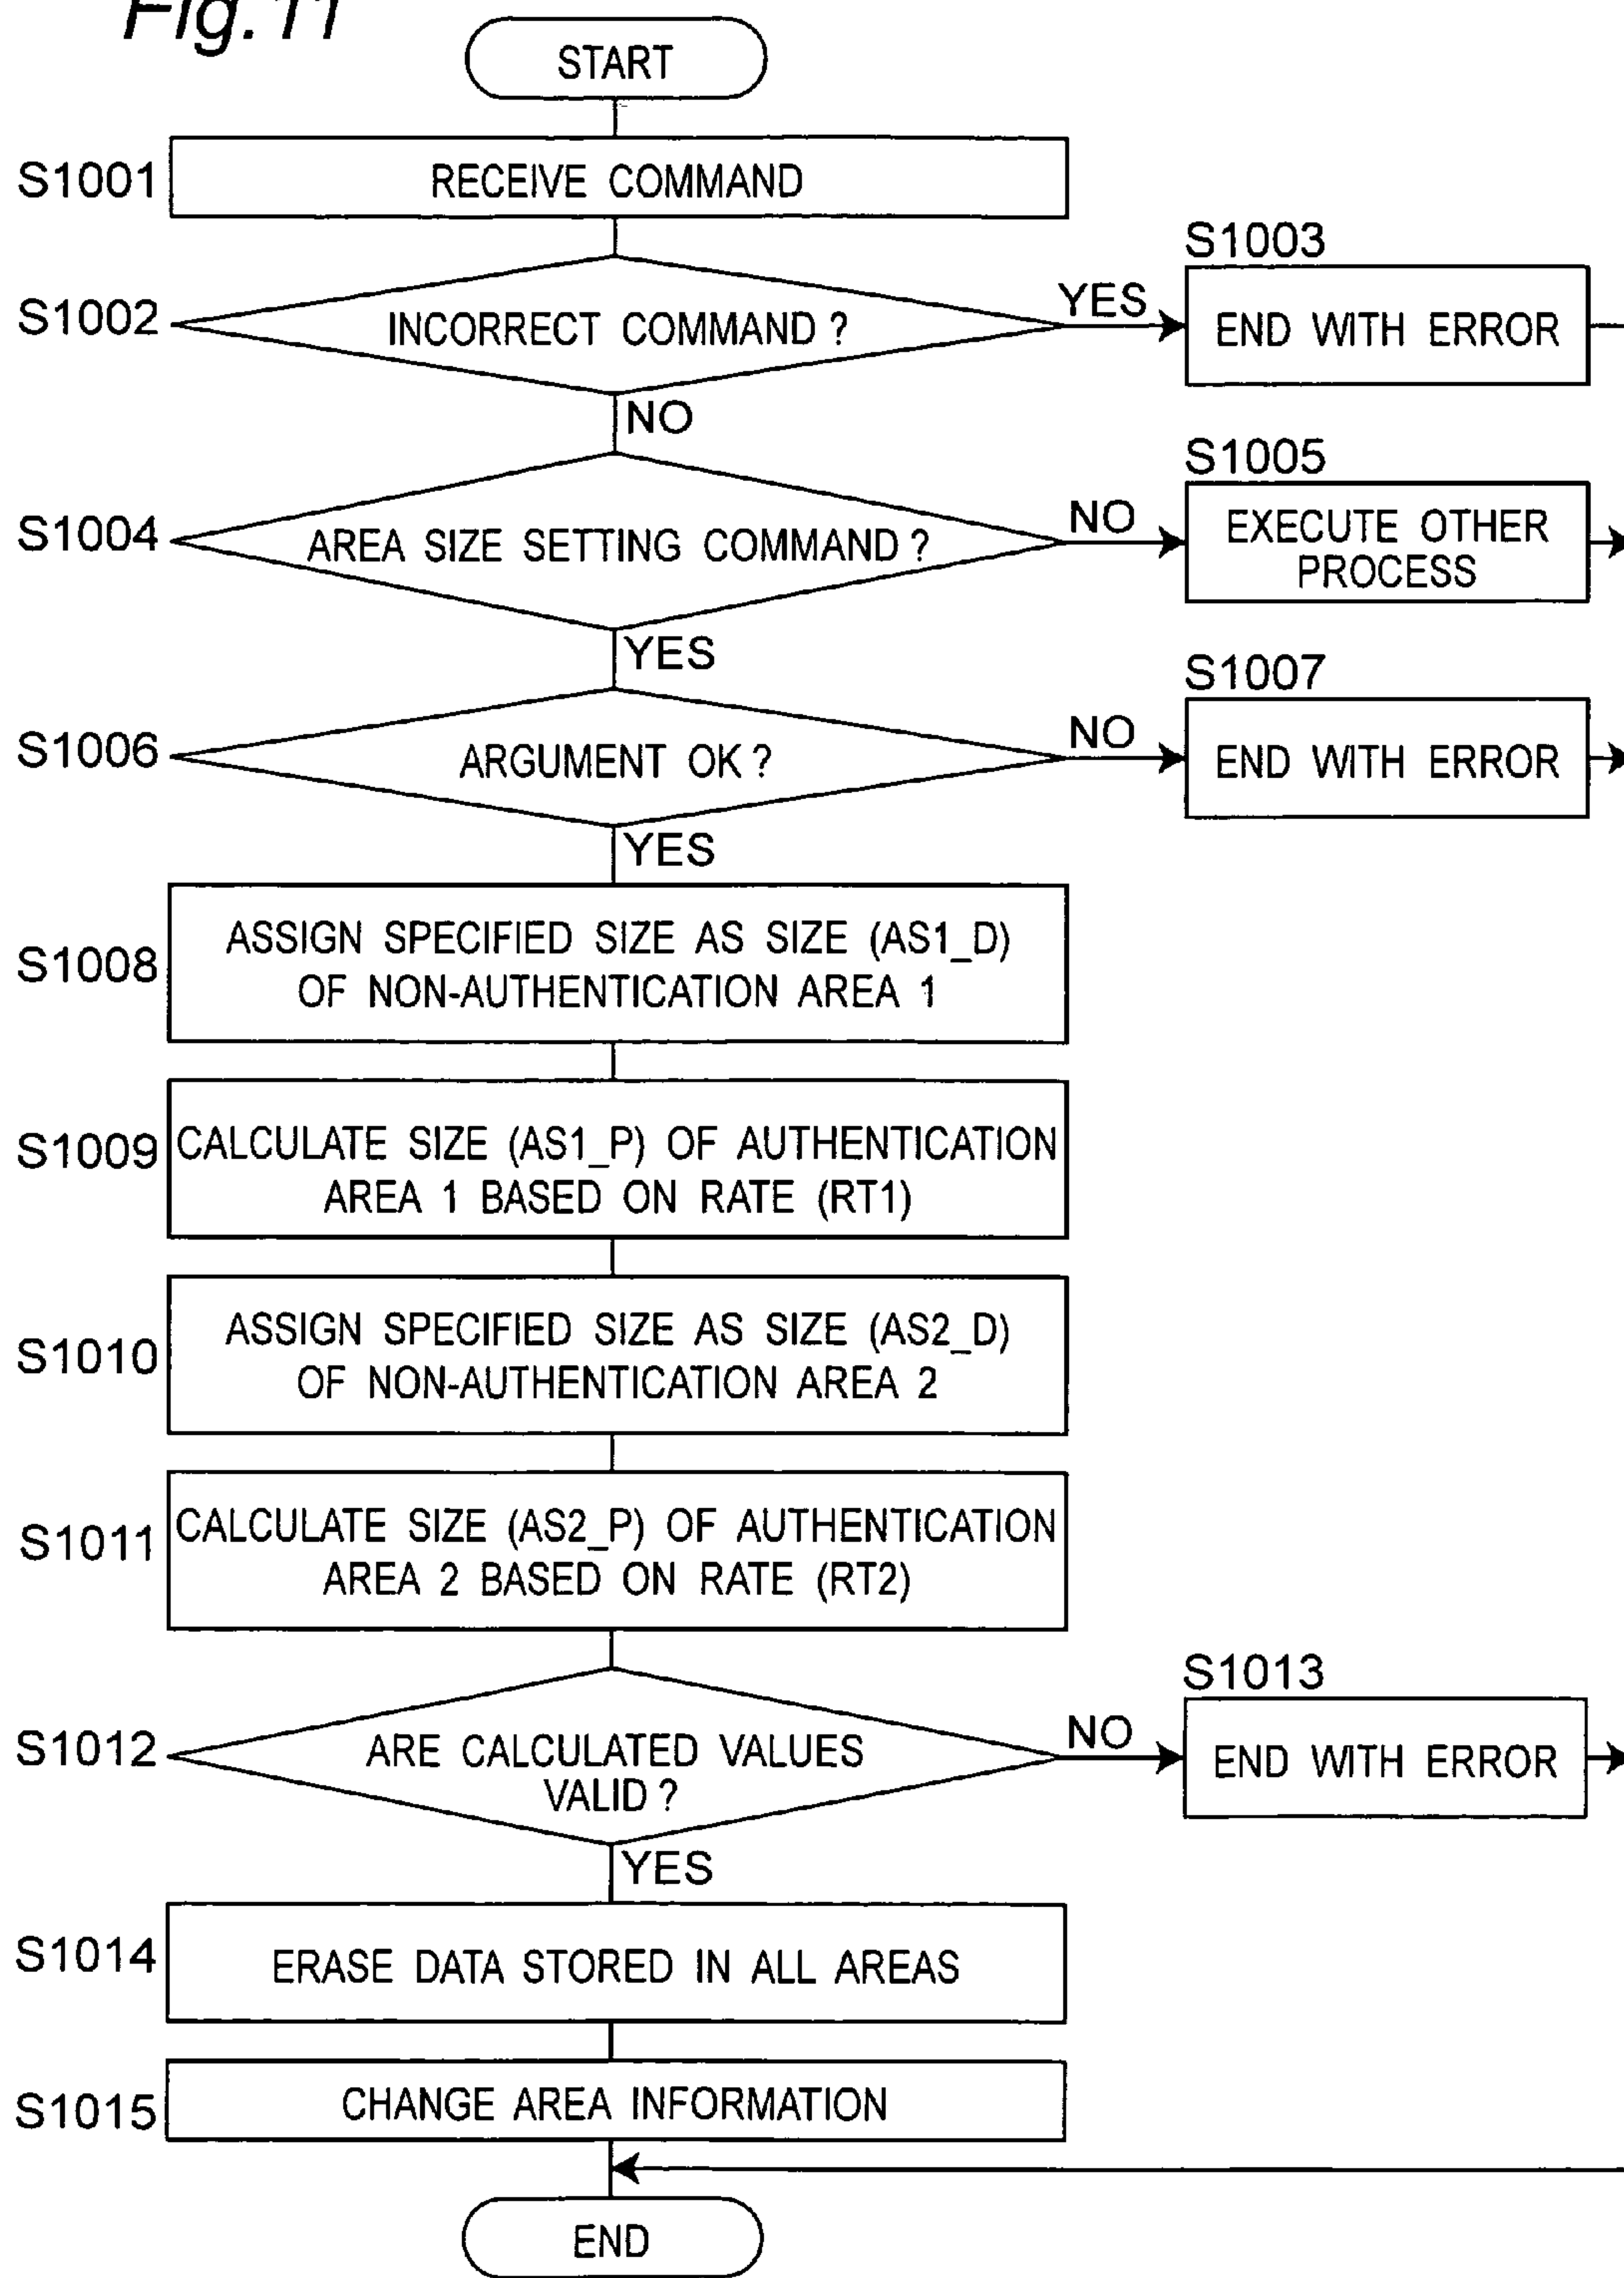 Fig.11
START
S1001
RECEIVE COMMAND
S1002
INCORRECT COMMAND?
YES
S1003
END WITH ERROR
NO
S1004
AREA SIZE SETTING COMMAND?
NO
S1005
EXECUTE OTHER
PROCESS
YES
S1006
ARGUMENT OK?
NO
S1007
END WITH ERROR
YES
S1008
ASSIGN SPECIFIED SIZE AS SIZE (AS1_D)
OF NON-AUTHENTICATION AREA 1
S1009
CALCULATE SIZE (AS1_P) OF AUTHENTICATION
AREA 1 BASED ON RATE (RT1)
S1010
ASSIGN SPECIFIED SIZE AS SIZE (AS2_D)
OF NON-AUTHENTICATION AREA 2
S1011
CALCULATE SIZE (AS2_P) OF AUTHENTICATION
AREA 2 BASED ON RATE (RT2)
S1012
ARE CALCULATED VALUES
VALID?
NO
S1013
END WITH ERROR
YES
S1014
ERASE DATA STORED IN ALL AREAS
S1015
CHANGE AREA INFORMATION
END